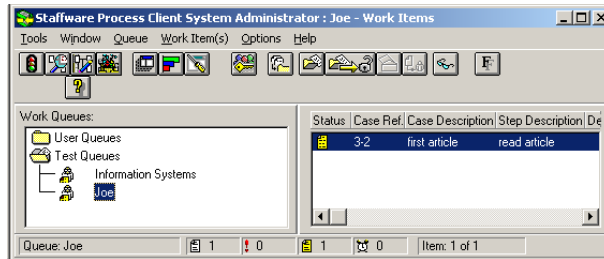 Staffware Process Client System Administrator : Joe - Work Items
Tools Window Queue Work Item(s) Options Help
Work Queues:
User Queues
Test Queues
Information Systems
Joe
Status Case Ref. Case Description Step Description De
3-2 first article read article
Queue: Joe 1 0 1 0 Item: 1 of 1